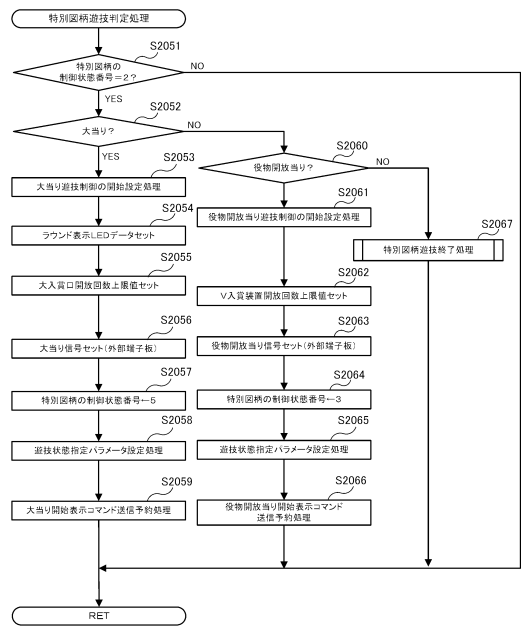 特別図柄遊技判定処理
S2051
特別図柄の
制御状態番号＝2？
NO
YES
S2052
大当り？
NO
YES
S2053
大当り遊技制御の開始設定処理
S2054
ラウンド表示LEDデータセット
S2055
大入賞口開放回数上限値セット
S2056
大当り信号セット(外部端子板)
S2057
特別図柄の制御状態番号←5
S2058
遊技状態指定パラメータ設定処理
S2059
大当り開始表示コマンド送信予約処理
S2060
役物開放当り？
NO
YES
S2061
役物開放当り遊技制御の開始設定処理
S2062
V入賞装置開放回数上限値セット
S2063
役物開放当り信号セット(外部端子板)
S2064
特別図柄の制御状態番号←3
S2065
遊技状態指定パラメータ設定処理
S2066
役物開放当り開始表示コマンド
送信予約処理
S2067
特別図柄遊技終了処理
RET